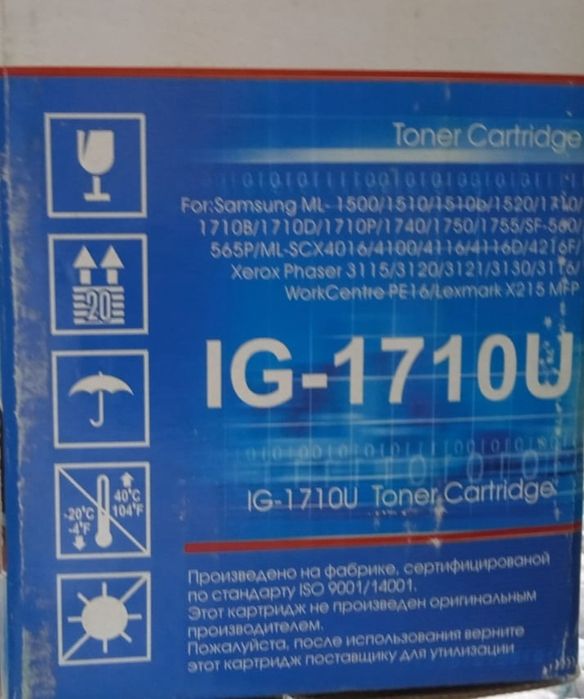 Toner Cartridge
For:Samsung ML- 1500/1510/1510b/1520/1710/
1710B/1710D/1710P/1740/1750/1755/SF-560/
565P/ML-SCX4016/4100/4116/4116D/4216F/
Xerox Phaser 3115/3120/3121/3130/3116/
WorkCentre PE16/Lexmark X215 MFP
20
IG-1710U
40°C
104°F
-20°C
-4°F
IG-1710U Toner Cartridge
Произведено на фабрике, сертифицированой
по стандарту ISO 9001/14001.
Этот картридж не произведен оригинальным
производителем.
Пожалуйста, после использования верните
этот картридж поставщику для утилизации